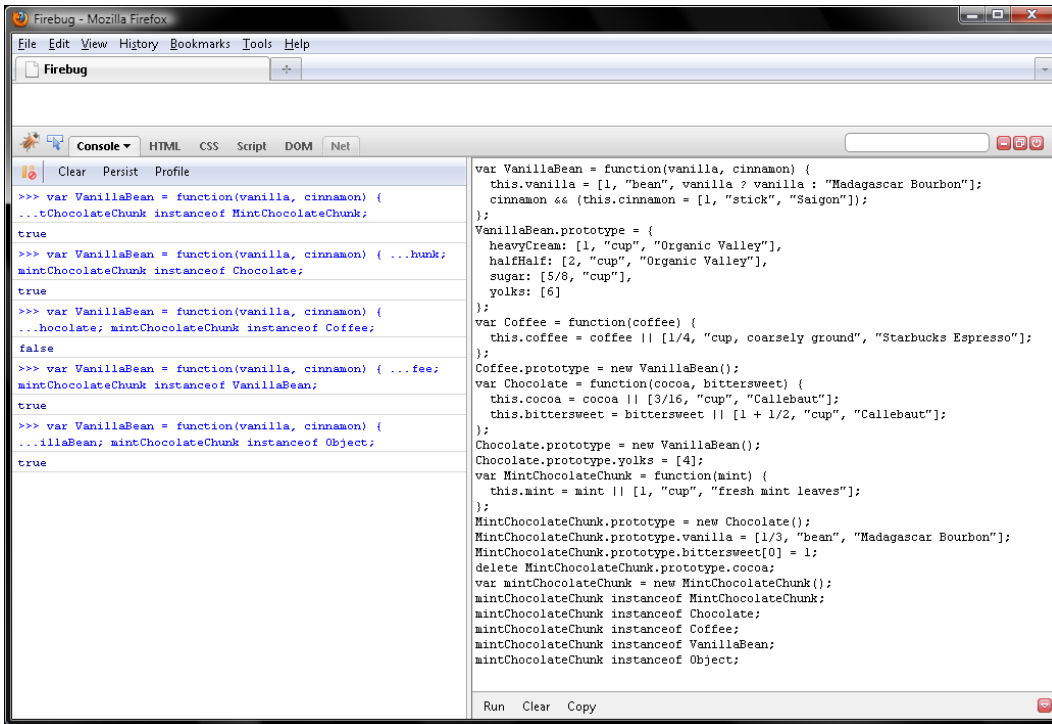 Firebug - Mozilla Firefox
File Edit View History Bookmarks Tools Help
Firebug
Console HTML CSS Script DOM Net
Clear Persist Profile
>>> var VanillaBean = function(vanilla, cinnamon) {
...tChocolateChunk instanceof MintChocolateChunk;
true
>>> var VanillaBean = function(vanilla, cinnamon) { ...hunk;
mintChocolateChunk instanceof Chocolate;
true
>>> var VanillaBean = function(vanilla, cinnamon) {
...hocolate; mintChocolateChunk instanceof Coffee;
false
>>> var VanillaBean = function(vanilla, cinnamon) { ...fee;
mintChocolateChunk instanceof VanillaBean;
true
>>> var VanillaBean = function(vanilla, cinnamon) {
...illaBean; mintChocolateChunk instanceof Object;
true
var VanillaBean = function(vanilla, cinnamon) {
  this.vanilla = [1, "bean", vanilla ? vanilla : "Madagascar Bourbon"];
  cinnamon && (this.cinnamon = [1, "stick", "Saigon"]);
};
VanillaBean.prototype = {
  heavyCream: [1, "cup", "Organic Valley"],
  halfHalf: [2, "cup", "Organic Valley"],
  sugar: [5/8, "cup"],
  yolks: [6]
};
var Coffee = function(coffee) {
  this.coffee = coffee || [1/4, "cup, coarsely ground", "Starbucks Espresso"];
};
Coffee.prototype = new VanillaBean();
var Chocolate = function(cocoa, bittersweet) {
  this.cocoa = cocoa || [3/16, "cup", "Callebaut"];
  this.bittersweet = bittersweet || [1 + 1/2, "cup", "Callebaut"];
};
Chocolate.prototype = new VanillaBean();
Chocolate.prototype.yolks = [4];
var MintChocolateChunk = function(mint) {
  this.mint = mint || [1, "cup", "fresh mint leaves"];
};
MintChocolateChunk.prototype = new Chocolate();
MintChocolateChunk.prototype.vanilla = [1/3, "bean", "Madagascar Bourbon"];
MintChocolateChunk.prototype.bittersweet[0] = 1;
delete MintChocolateChunk.prototype.cocoa;
var mintChocolateChunk = new MintChocolateChunk();
mintChocolateChunk instanceof MintChocolateChunk;
mintChocolateChunk instanceof Chocolate;
mintChocolateChunk instanceof Coffee;
mintChocolateChunk instanceof VanillaBean;
mintChocolateChunk instanceof Object;
Run Clear Copy